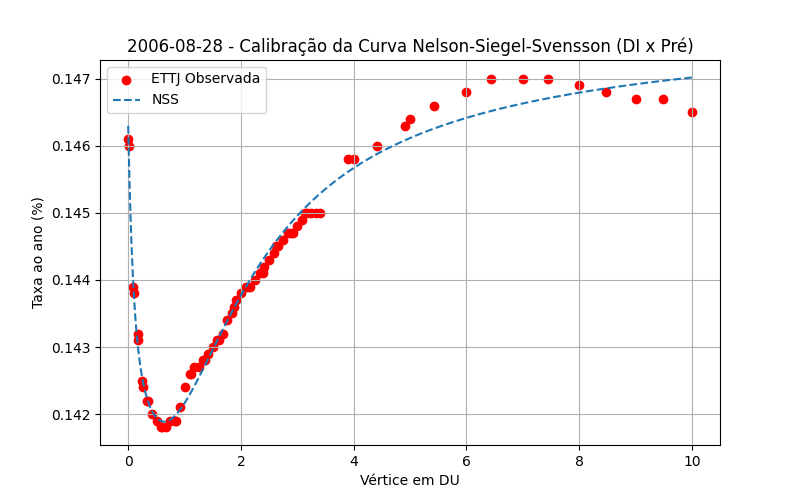 2006-08-28 - Calibração da Curva Nelson-Siegel-Svensson (DI x Pré)
ETTJ Observada
NSS
Taxa ao ano (%)
0.147
0.146
0.145
0.144
0.143
0.142
0
2
4
6
8
10
Vértice em DU